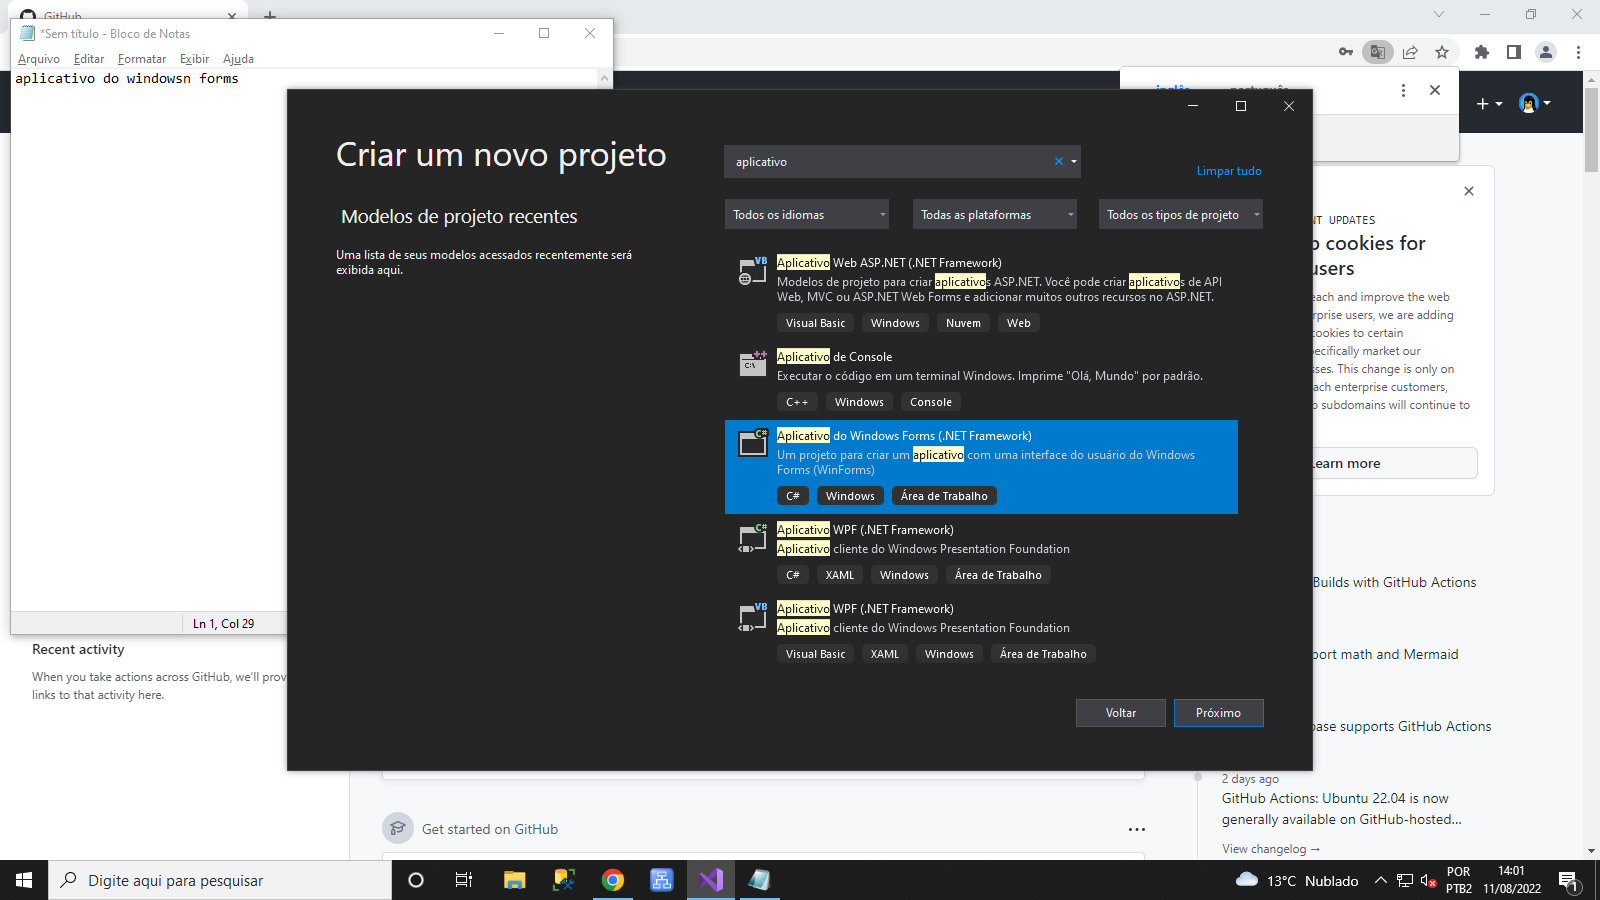 GitHub
*Sem título - Bloco de Notas
Arquivo Editar Formatar Exibir Ajuda
aplicativo do windowsn forms
Ln 1, Col 29
Criar um novo projeto
Modelos de projeto recentes
Uma lista de seus modelos acessados recentemente será
exibida aqui.
aplicativo
Limpar tudo
Todos os idiomas
Todas as plataformas
Todos os tipos de projeto
VB
Aplicativo Web ASP.NET (.NET Framework)
Modelos de projeto para criar aplicativos ASP.NET. Você pode criar aplicativos de API
Web, MVC ou ASP.NET Web Forms e adicionar muitos outros recursos no ASP.NET.
Visual Basic Windows Nuvem Web
C:\
Aplicativo de Console
Executar o código em um terminal Windows. Imprime "Olá, Mundo" por padrão.
C++ Windows Console
C#
Aplicativo do Windows Forms (.NET Framework)
Um projeto para criar um aplicativo com uma interface do usuário do Windows
Forms (WinForms)
C# Windows Área de Trabalho
C#
Aplicativo WPF (.NET Framework)
Aplicativo cliente do Windows Presentation Foundation
C# XAML Windows Área de Trabalho
VB
Aplicativo WPF (.NET Framework)
Aplicativo cliente do Windows Presentation Foundation
Visual Basic XAML Windows Área de Trabalho
Voltar
Próximo
UPDATES
cookies for
users
each and improve the web
users, we are adding
cookies to certain
market our
This change is only on
enterprise customers,
subdomains will continue to
Learn more
Builds with GitHub Actions
math and Mermaid
supports GitHub Actions
2 days ago
GitHub Actions: Ubuntu 22.04 is now
generally available on GitHub-hosted...
View changelog →
Recent activity
When you take actions across GitHub, we'll
links to that activity here.
Get started on GitHub
Digite aqui para pesquisar
13°C Nublado
POR
PTB2
14:01
11/08/2022
1